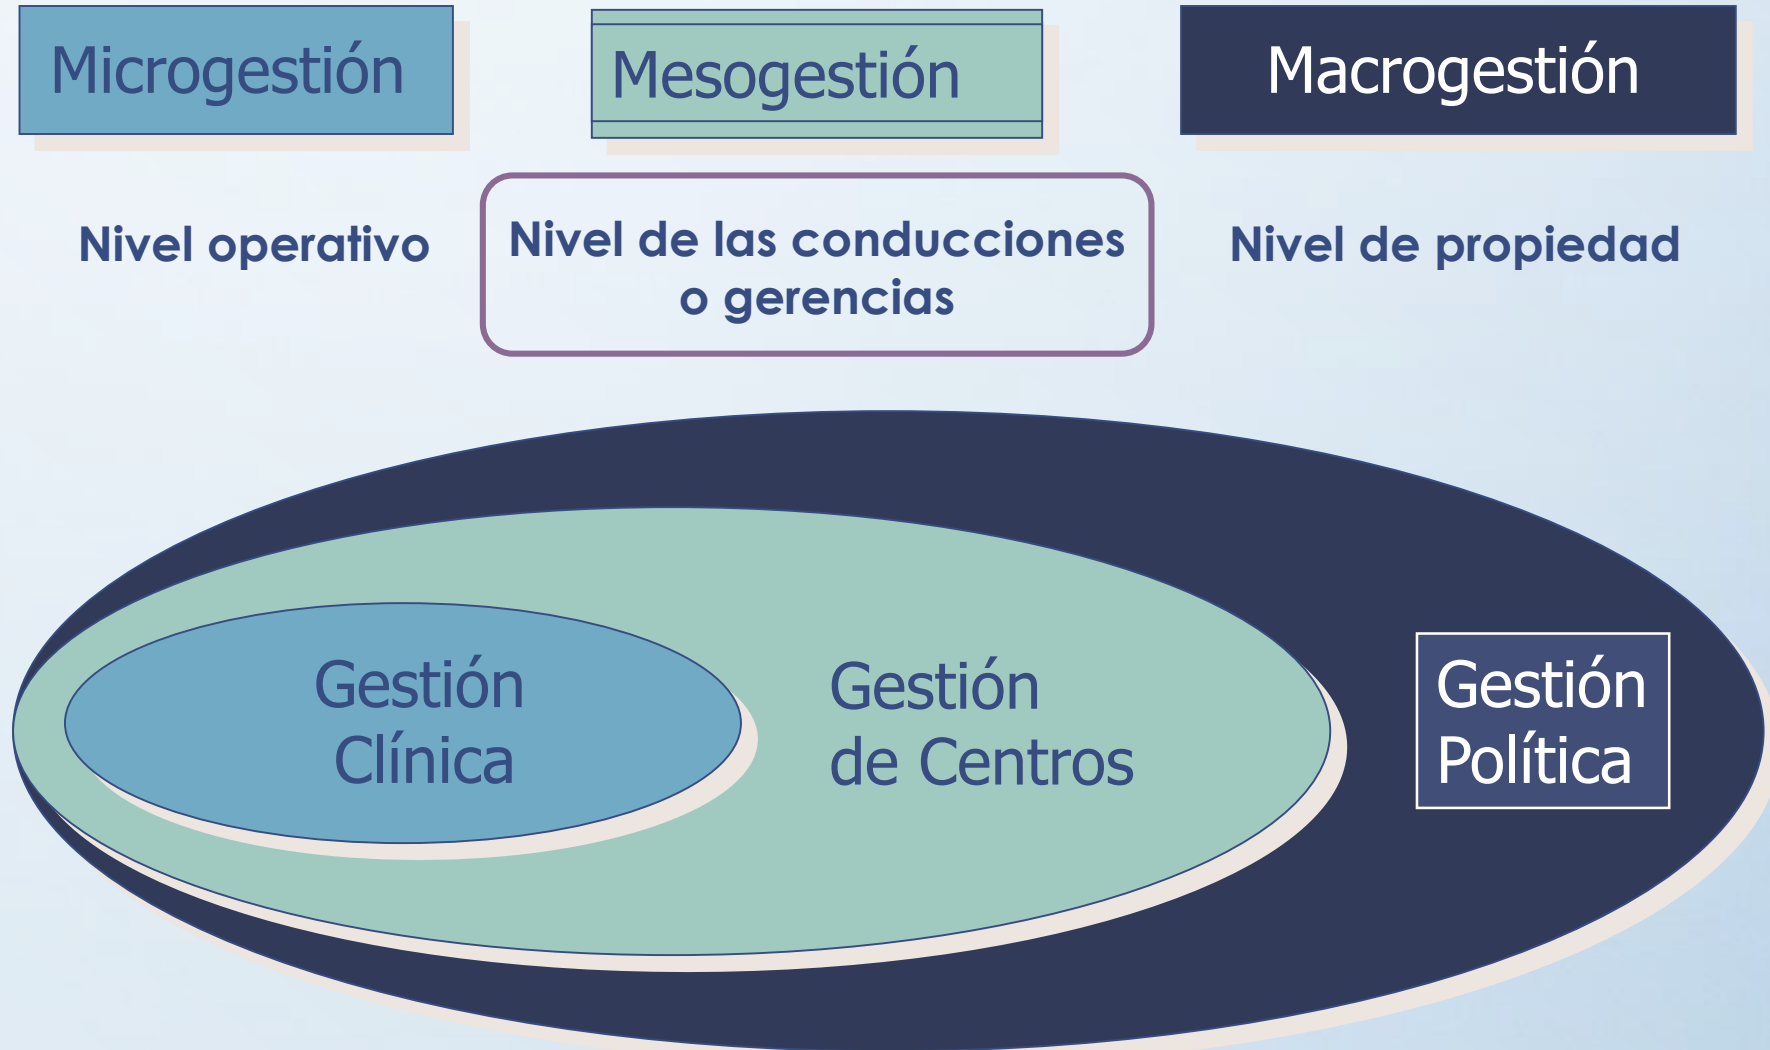 Microgestión
Mesogestión
Macrogestión
Nivel operativo
Nivel de las conducciones
o gerencias
Nivel de propiedad
Gestión
Clínica
Gestión
de Centros
Gestión
Política